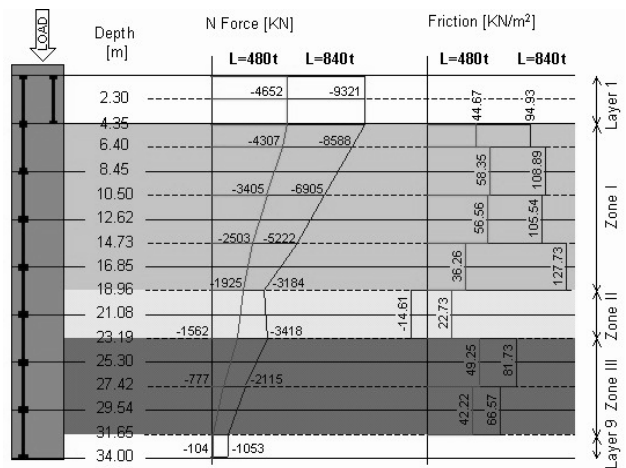 LOAD
Depth [m]
N Force [KN]
Friction [KN/m²]
L=480t L=840t
L=480t L=840t
2.30
-4652 -9321
44.67 94.93
Layer 1
4.35
6.40
-4307 -8588
8.45
58.35 108.89
10.50
-3405 -6905
12.62
56.56 105.54
Zone I
14.73
-2503 -5222
16.85
36.26 127.73
18.96
-1925 -3184
21.08
-14.61 22.73
Zone II
23.19
-1562 -3418
25.30
49.25 81.73
27.42
-777 -2115
Zone III
29.54
42.22 66.57
31.65
34.00
-104 -1053
Layer 9